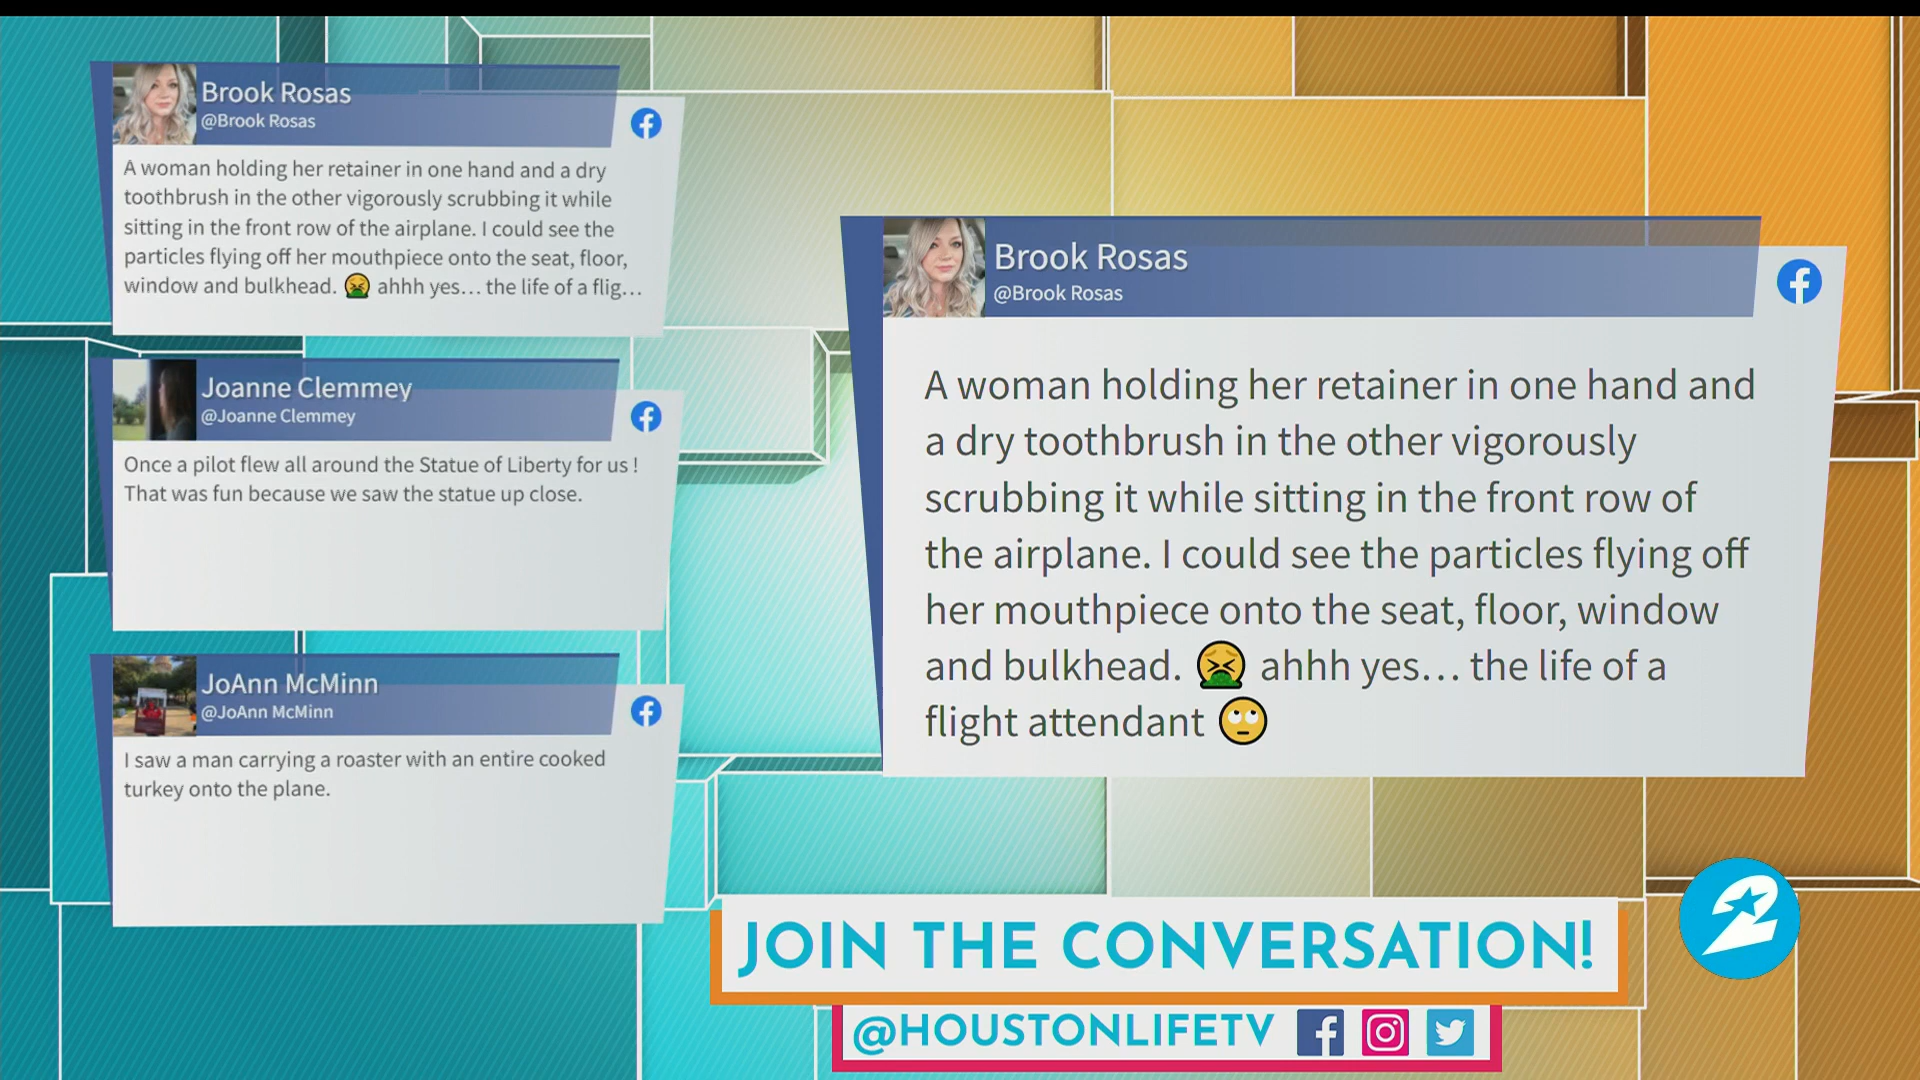 Brook Rosas
@Brook Rosas
A woman holding her retainer in one hand and a dry
toothbrush in the other vigorously scrubbing it while
sitting in the front row of the airplane. I could see the
particles flying off her mouthpiece onto the seat, floor,
window and bulkhead. 🤮 ahhh yes... the life of a flig...
Joanne Clemmey
@Joanne Clemmey
Once a pilot flew all around the Statue of Liberty for us !
That was fun because we saw the statue up close.
JoAnn McMinn
@JoAnn McMinn
I saw a man carrying a roaster with an entire cooked
turkey onto the plane.
Brook Rosas
@Brook Rosas
A woman holding her retainer in one hand and
a dry toothbrush in the other vigorously
scrubbing it while sitting in the front row of
the airplane. I could see the particles flying off
her mouthpiece onto the seat, floor, window
and bulkhead. 🤮 ahhh yes... the life of a
flight attendant 🙄
2
JOIN THE CONVERSATION!
@HOUSTONLIFETV